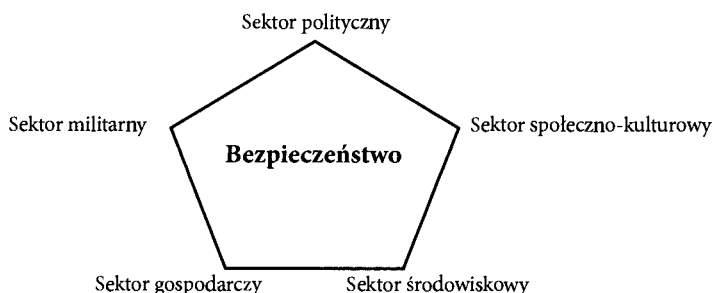 Sektor polityczny
Sektor militarny
Sektor społeczno-kulturowy
Bezpieczeństwo
Sektor gospodarczy
Sektor środowiskowy